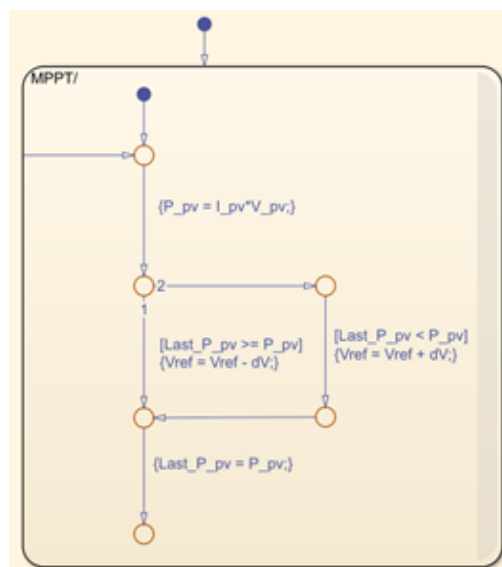 MPPT/
{P_pv = I_pv*V_pv;}
2
1
[Last_P_pv >= P_pv]
{Vref = Vref - dV;}
[Last_P_pv < P_pv]
{Vref = Vref + dV;}
{Last_P_pv = P_pv;}